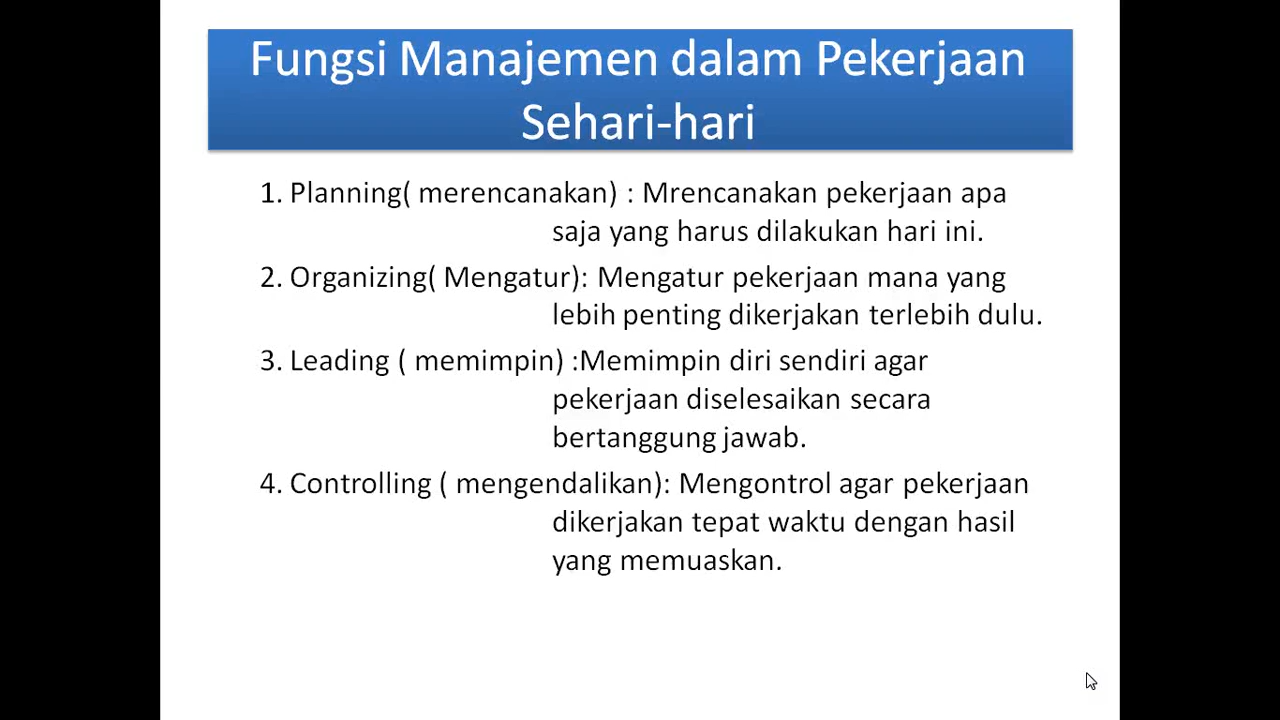 Fungsi Manajemen dalam Pekerjaan
Sehari-hari
1. Planning( merencanakan) : Mrencanakan pekerjaan apa
saja yang harus dilakukan hari ini.
2. Organizing( Mengatur): Mengatur pekerjaan mana yang
lebih penting dikerjakan terlebih dulu.
3. Leading ( memimpin) :Memimpin diri sendiri agar
pekerjaan diselesaikan secara
bertanggung jawab.
4. Controlling ( mengendalikan): Mengontrol agar pekerjaan
dikerjakan tepat waktu dengan hasil
yang memuaskan.